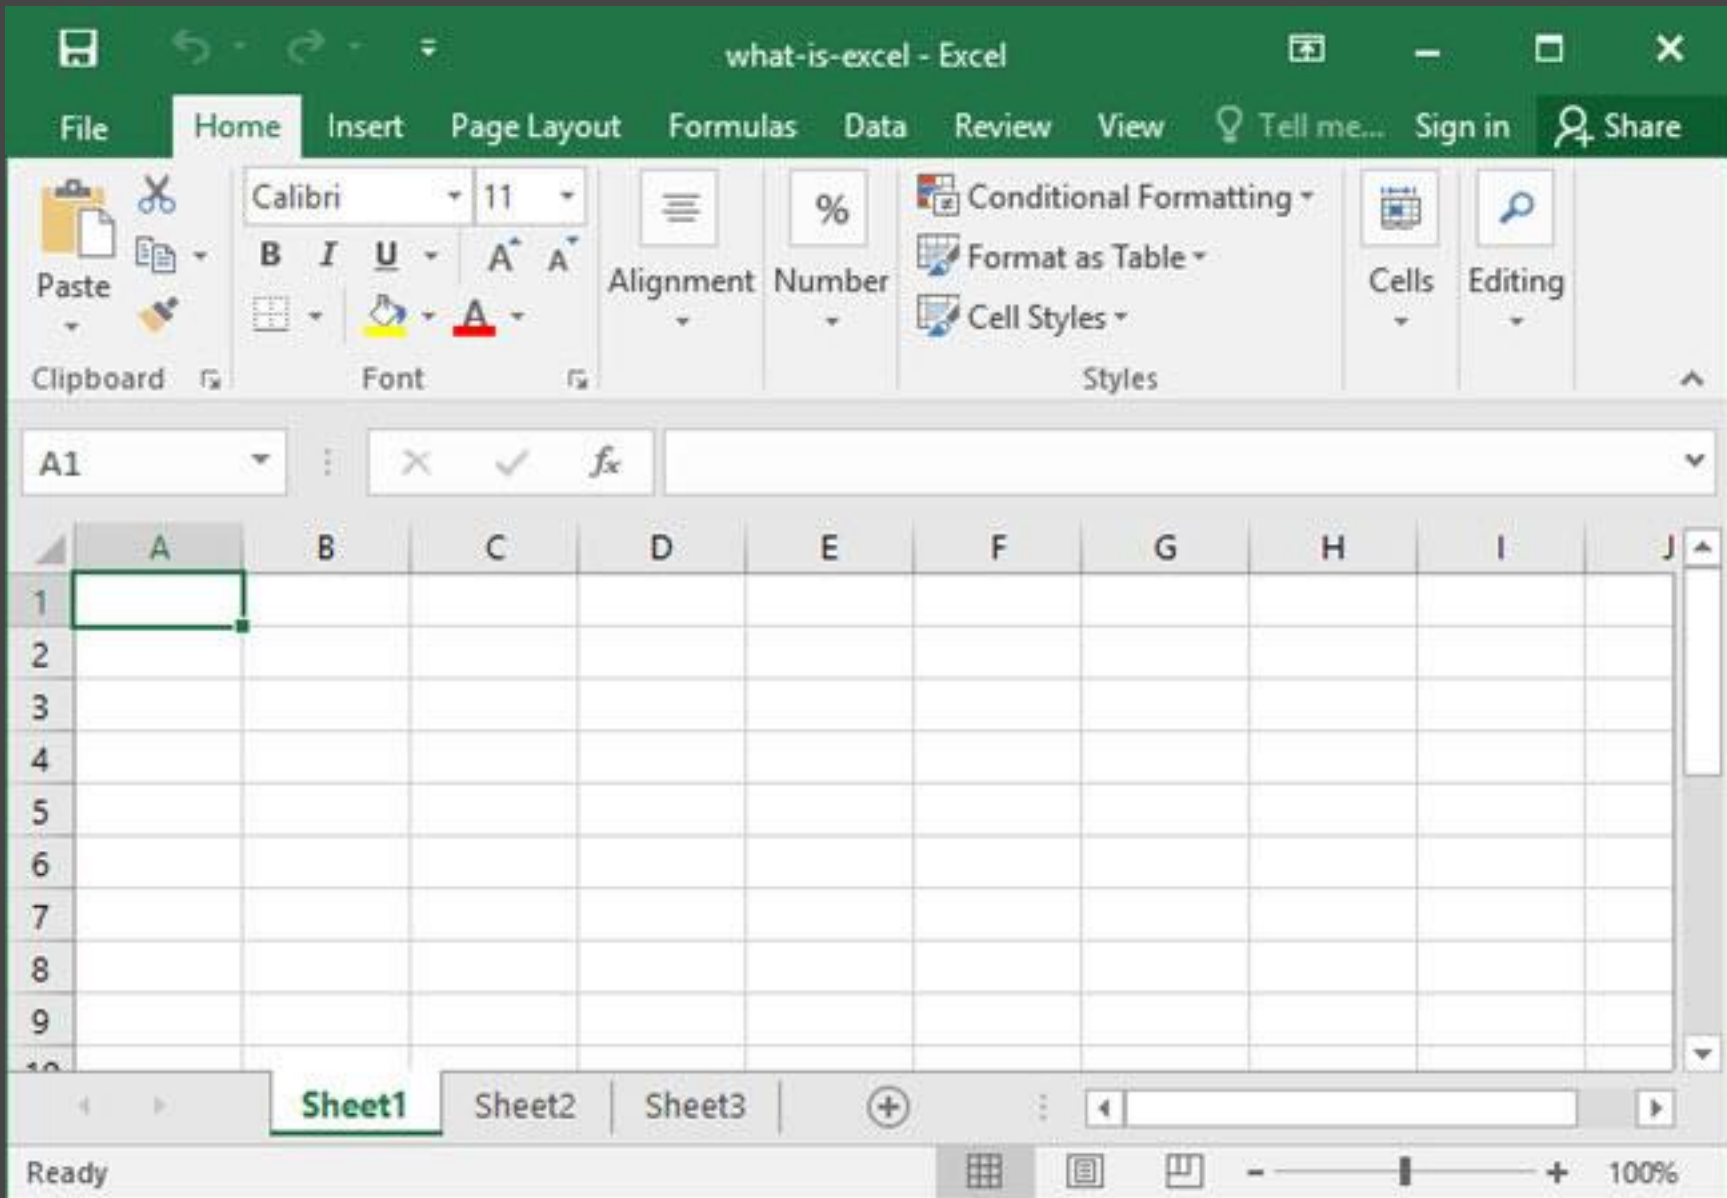 what-is-excel - Excel
File Home Insert Page Layout Formulas Data Review View Tell me... Sign in Share
Calibri 11 % Conditional Formatting
B I U A A Format as Table
Paste Alignment Number Cells Editing
A Cell Styles
Clipboard Font Styles
A1 fx
A B C D E F G H I J
1
2
3
4
5
6
7
8
9
10
Sheet1 Sheet2 Sheet3
Ready 100%